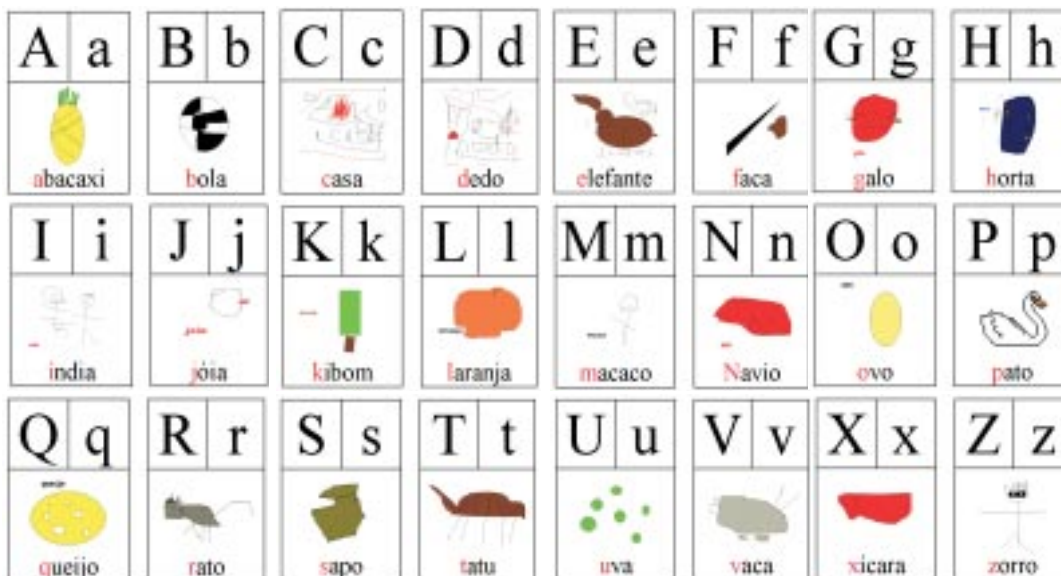 A a B b C c D d E e F f G g H h
abacaxi bola casa dedo elefante faca galo horta
I i J j K k L l M m N n O o P p
india jóia kibom laranja macaco Navio ovo pato
Q q R r S s T t U u V v X x Z z
queijo
queijo rato sapo tatu uva vaca xicara zorro